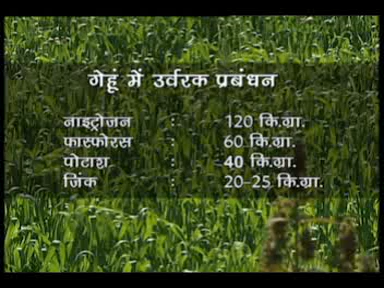 गेहूं में उर्वरक प्रबंधन
नाइट्रोजन : 120 कि.ग्रा.
फास्फोरस : 60 कि.ग्रा.
पोटाश : 40 कि.ग्रा.
जिंक : 20-25 कि.ग्रा.